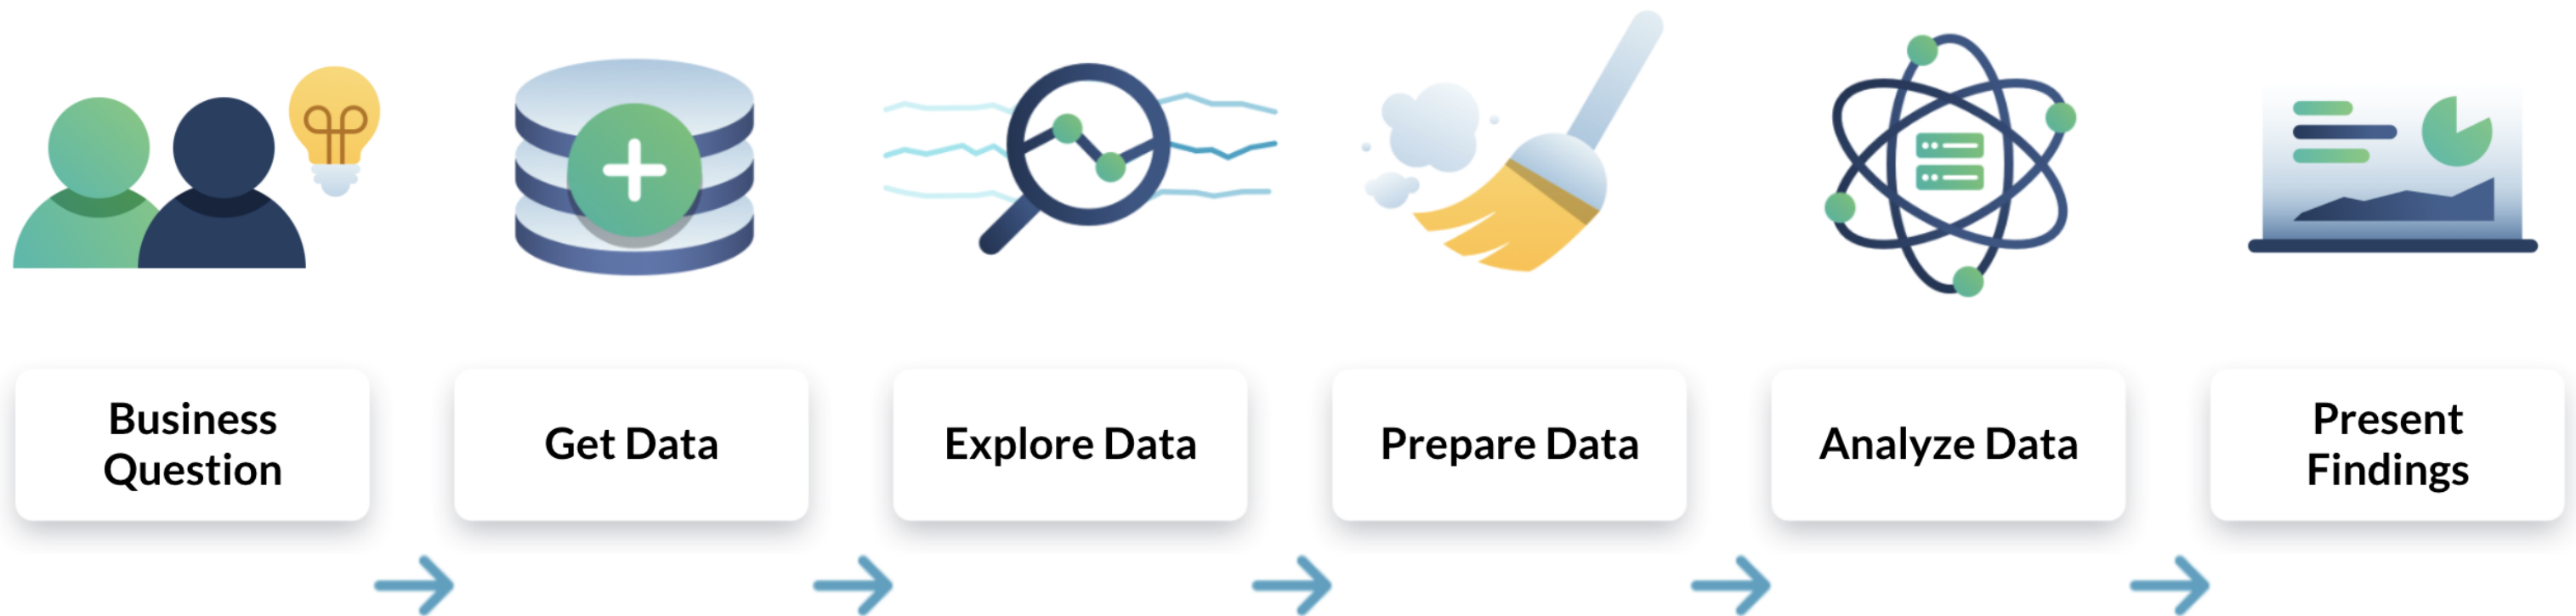 Business
Question
Get Data
Explore Data
Prepare Data
Analyze Data
Present
Findings